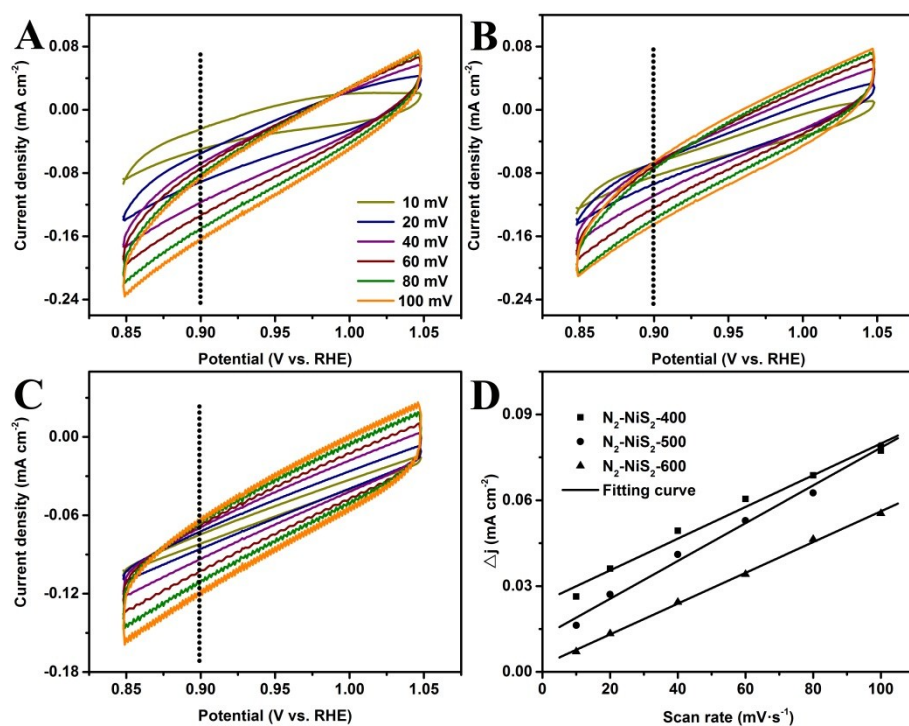 A
Currrent density (mA cm⁻²)
0.08
0.00
-0.08
-0.16
-0.24
10 mV
20 mV
40 mV
60 mV
80 mV
100 mV
0.85 0.90 0.95 1.00 1.05
Potential (V vs. RHE)
B
Currrent density (mA cm⁻²)
0.08
0.00
-0.08
-0.16
-0.24
0.85 0.90 0.95 1.00 1.05
Potential (V vs. RHE)
C
Current density (mA cm⁻²)
0.00
-0.06
-0.12
-0.18
0.85 0.90 0.95 1.00 1.05
Potential (V vs. RHE)
D
△j (mA cm⁻²)
0.09
0.06
0.03
0.00
N₂-NiS₂-400
N₂-NiS₂-500
N₂-NiS₂-600
Fitting curve
0 20 40 60 80 100
Scan rate (mV·s⁻¹)